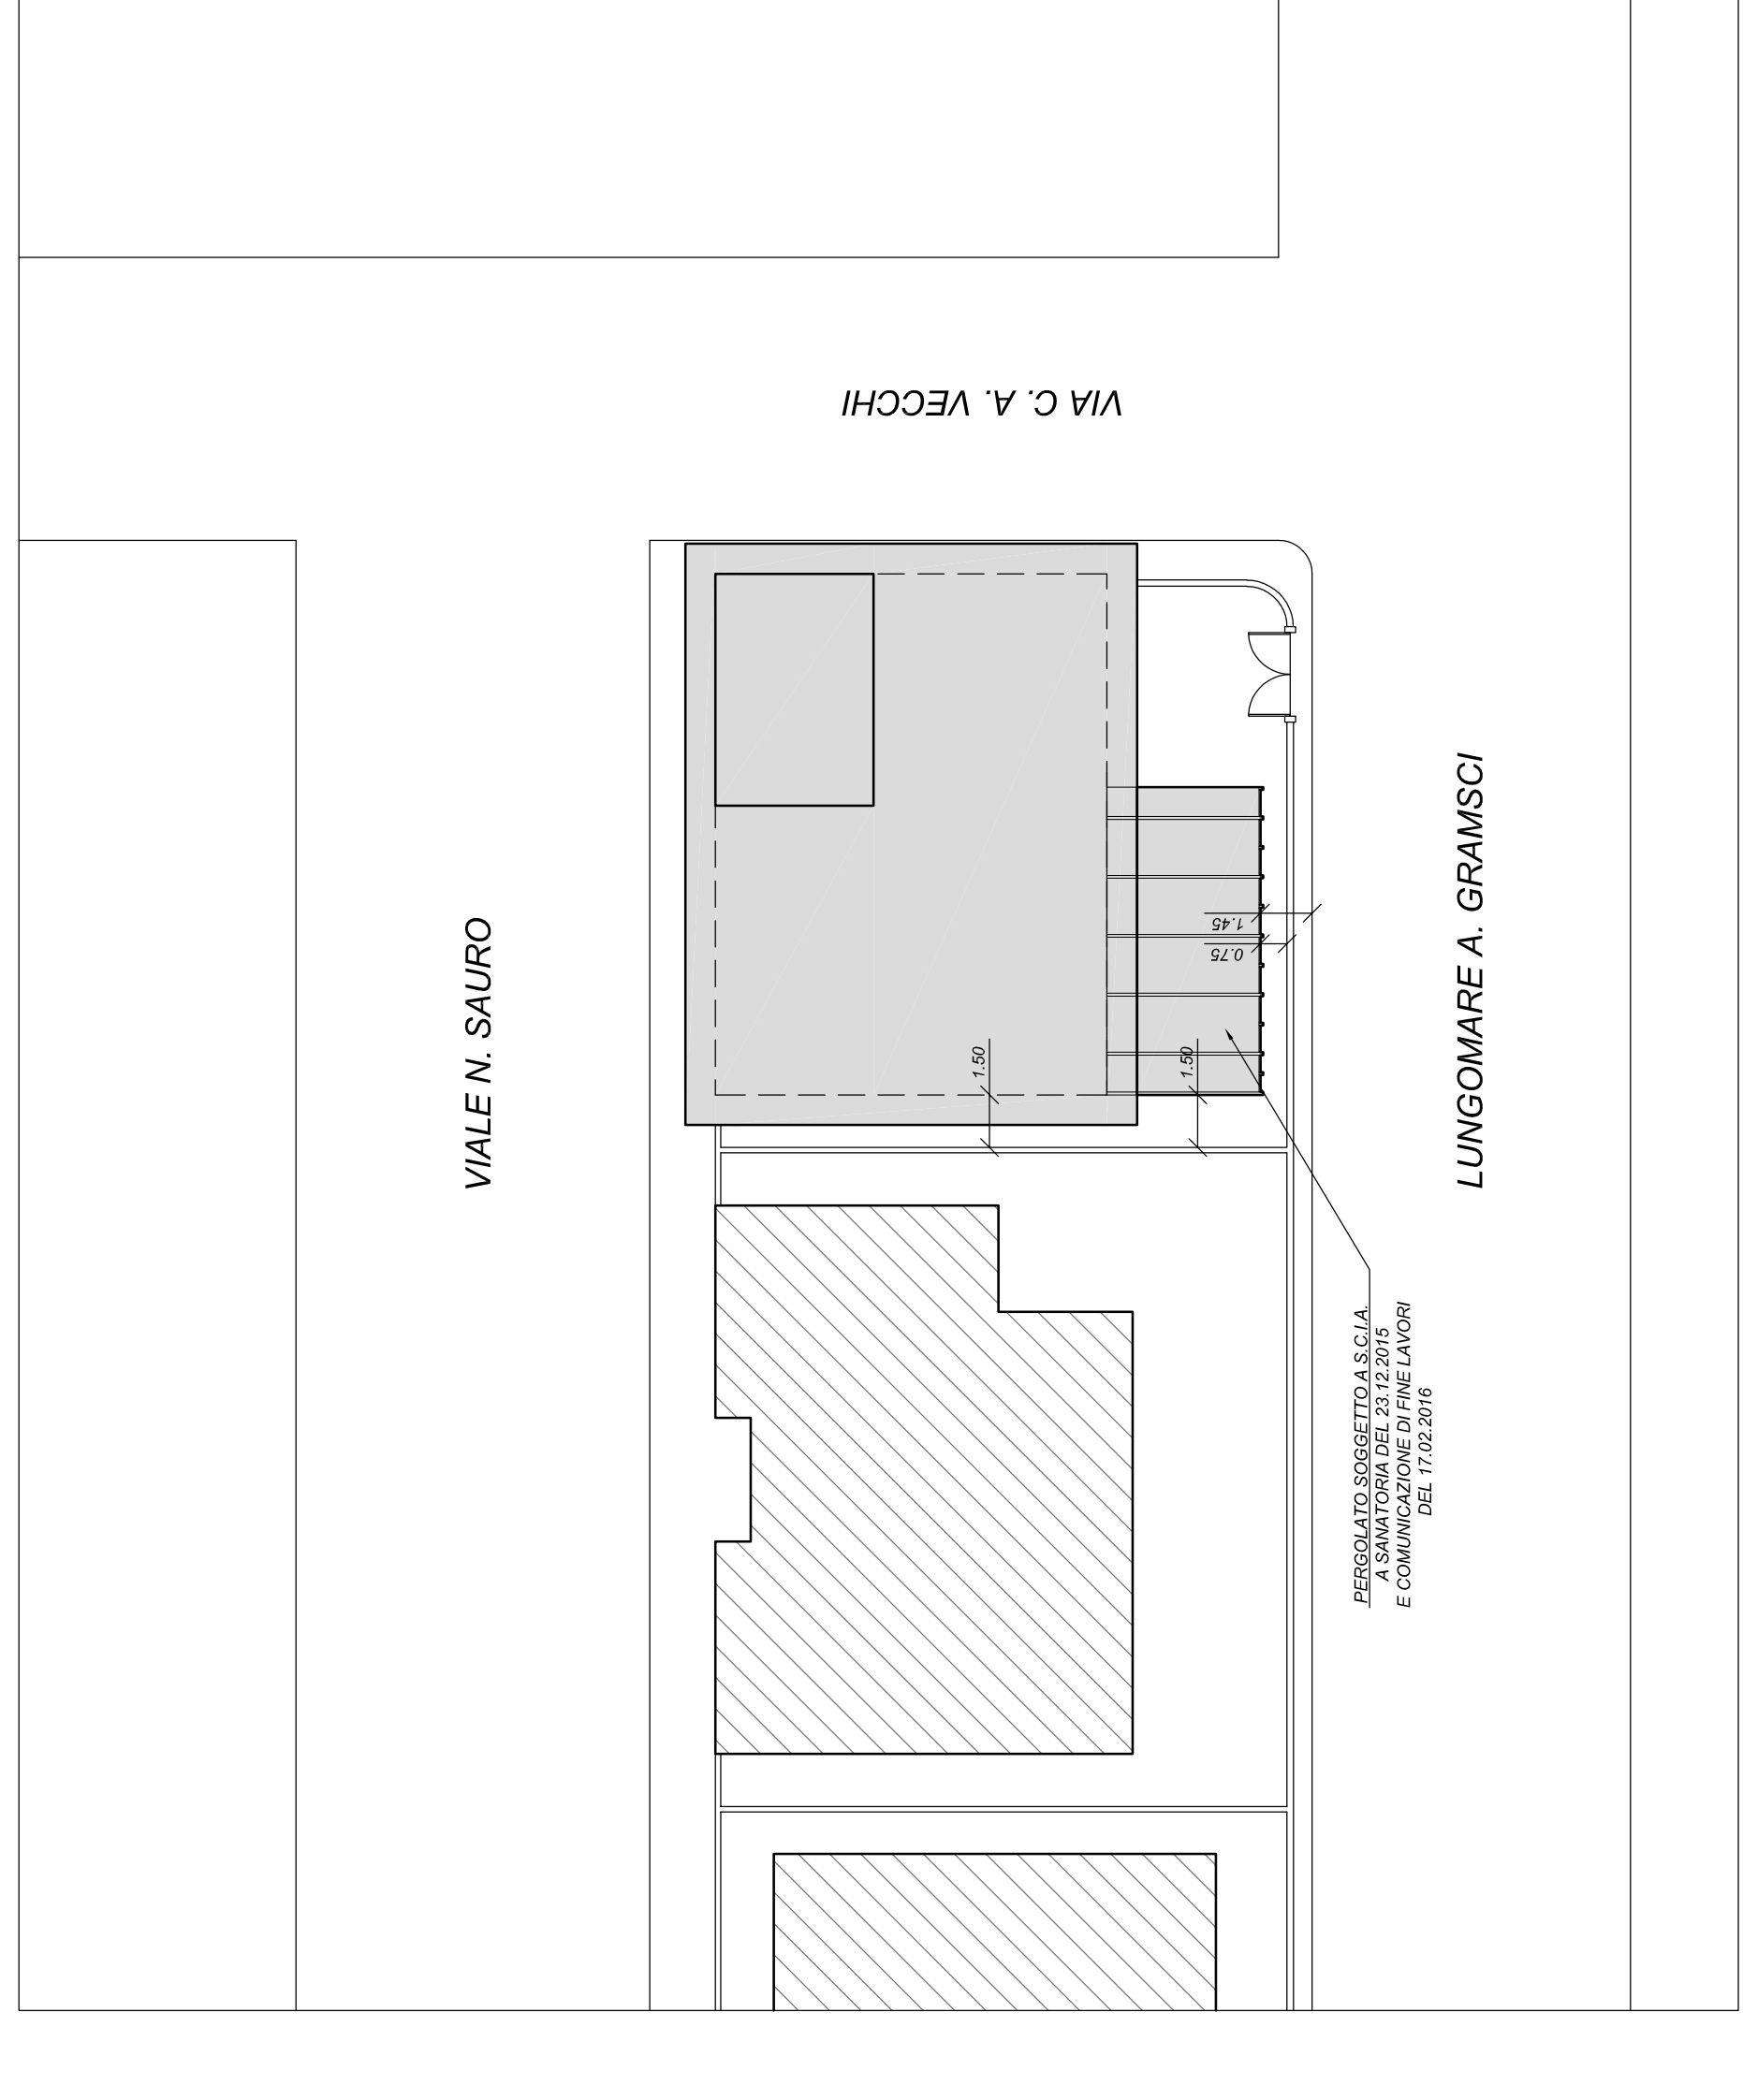 VIA C. A. VECCHI
VIALE N. SAURO
LUNGOMARE A. GRAMSCI
1.45
0.75
1.50
1.50
PERGOLATO SOGGETTO A S.C.I.A.
A SANATORIA DEL 23.12.2015
E COMUNICAZIONE DI FINE LAVORI
DEL 17.02.2016